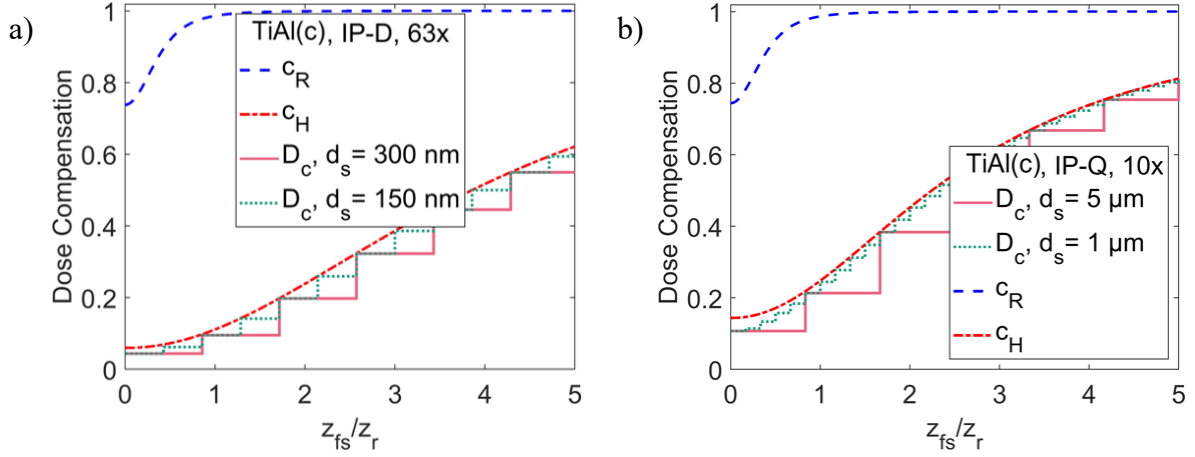 a)
Dose Compensation
1
0.8
0.6
0.4
0.2
0
TiAl(c), IP-D, 63x
c_R
c_H
D_c, d_s= 300 nm
D_c, d_s= 150 nm
0 1 2 3 4 5
z_fs/z_r
b)
Dose Compensation
1
0.8
0.6
0.4
0.2
0
TiAl(c), IP-Q, 10x
D_c, d_s= 5 µm
D_c, d_s= 1 µm
c_R
c_H
0 1 2 3 4 5
z_fs/z_r